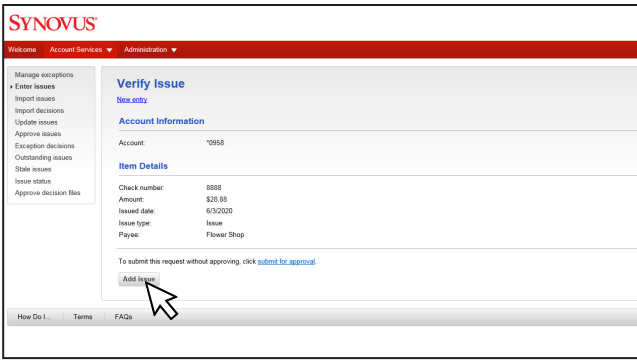 SYNOVUS®
Welcome Account Services Administration
Manage exceptions
Enter issues
Import issues
Import decisions
Update issues
Approve issues
Exception decisions
Outstanding issues
Stale issues
Issue status
Approve decision files
Verify Issue
New entry
Account Information
Account: *0958
Item Details
Check number: 8888
Amount: $28.88
Issued date: 6/3/2020
Issue type: Issue
Payee: Flower Shop
To submit this request without approving, click submit for approval.
Add issue
How Do I... Terms FAQs